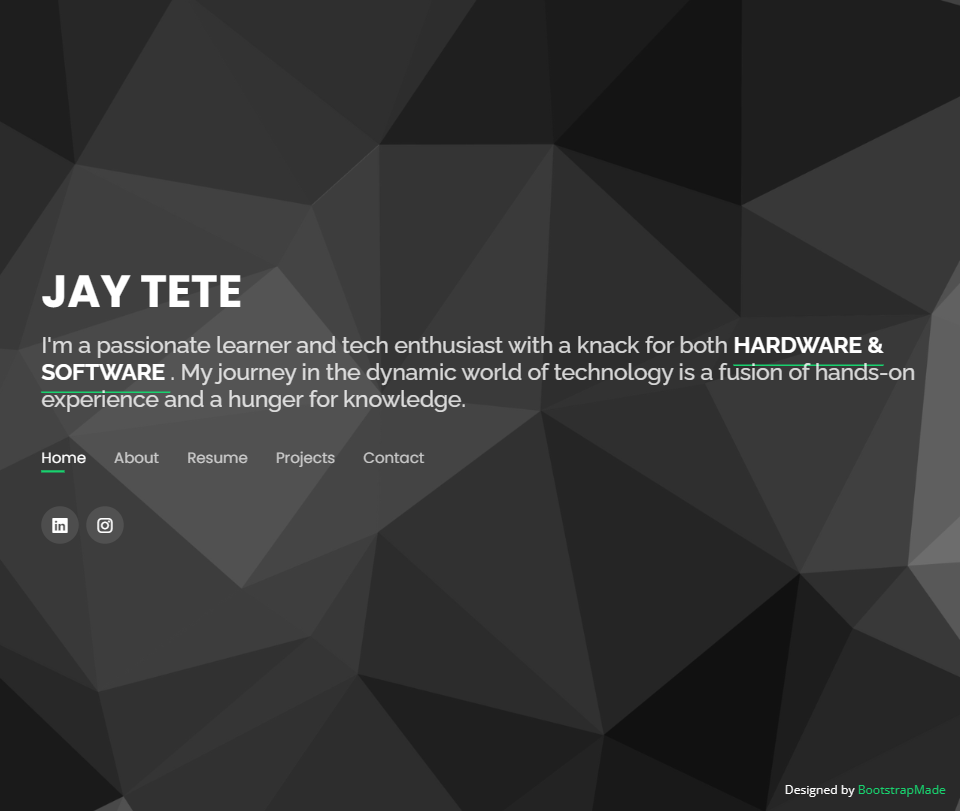 JAY TETE
I'm a passionate learner and tech enthusiast with a knack for both HARDWARE &
SOFTWARE . My journey in the dynamic world of technology is a fusion of hands-on
experience and a hunger for knowledge.
Home About Resume Projects Contact
in
Designed by BootstrapMade